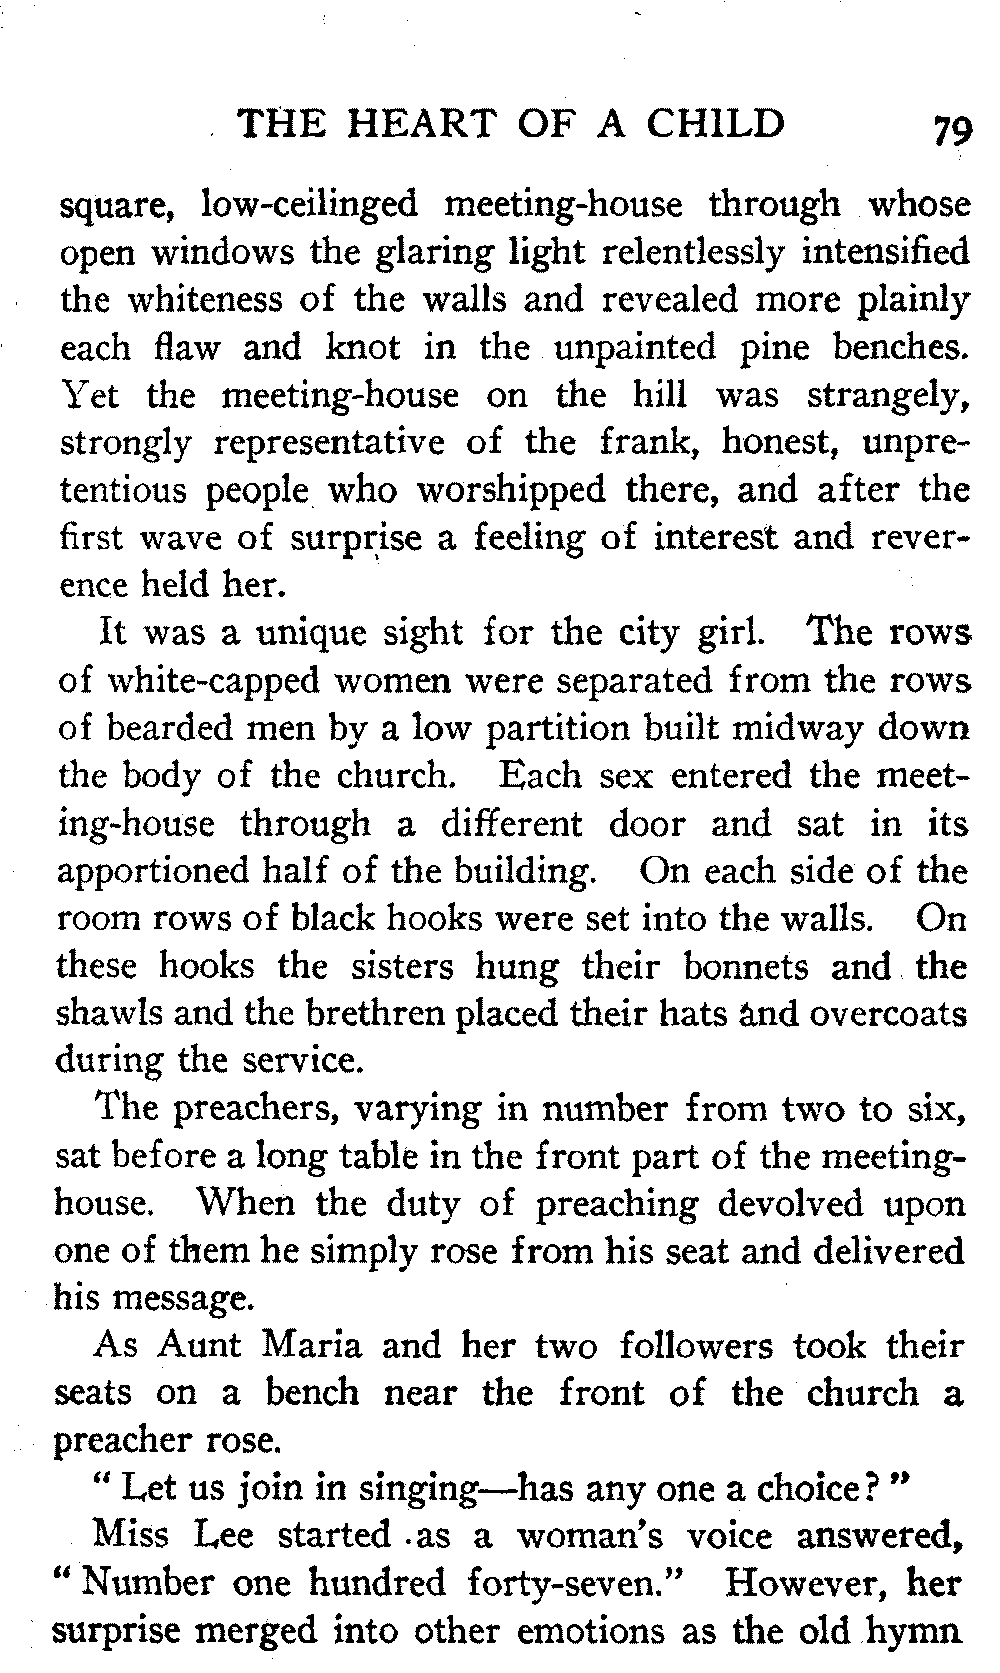 THE HEART OF A CHILD 79
square, low-ceilinged meeting-house through whose
open windows the glaring light relentlessly intensified
the whiteness of the walls and revealed more plainly
each flaw and knot in the unpainted pine benches.
Yet the meeting-house on the hill was strangely,
strongly representative of the frank, honest, unpre-
tentious people who worshipped there, and after the
first wave of surprise a feeling of interest and rever-
ence held her.
It was a unique sight for the city girl. The rows
of white-capped women were separated from the rows
of bearded men by a low partition built midway down
the body of the church. Each sex entered the meet-
ing-house through a different door and sat in its
apportioned half of the building. On each side of the
room rows of black hooks were set into the walls. On
these hooks the sisters hung their bonnets and the
shawls and the brethren placed their hats and overcoats
during the service.
The preachers, varying in number from two to six,
sat before a long table in the front part of the meeting-
house. When the duty of preaching devolved upon
one of them he simply rose from his seat and delivered
his message.
As Aunt Maria and her two followers took their
seats on a bench near the front of the church a
preacher rose.
“ Let us join in singing—has any one a choice? ”
Miss Lee started as a woman's voice answered,
“ Number one hundred forty-seven.” However, her
surprise merged into other emotions as the old hymn